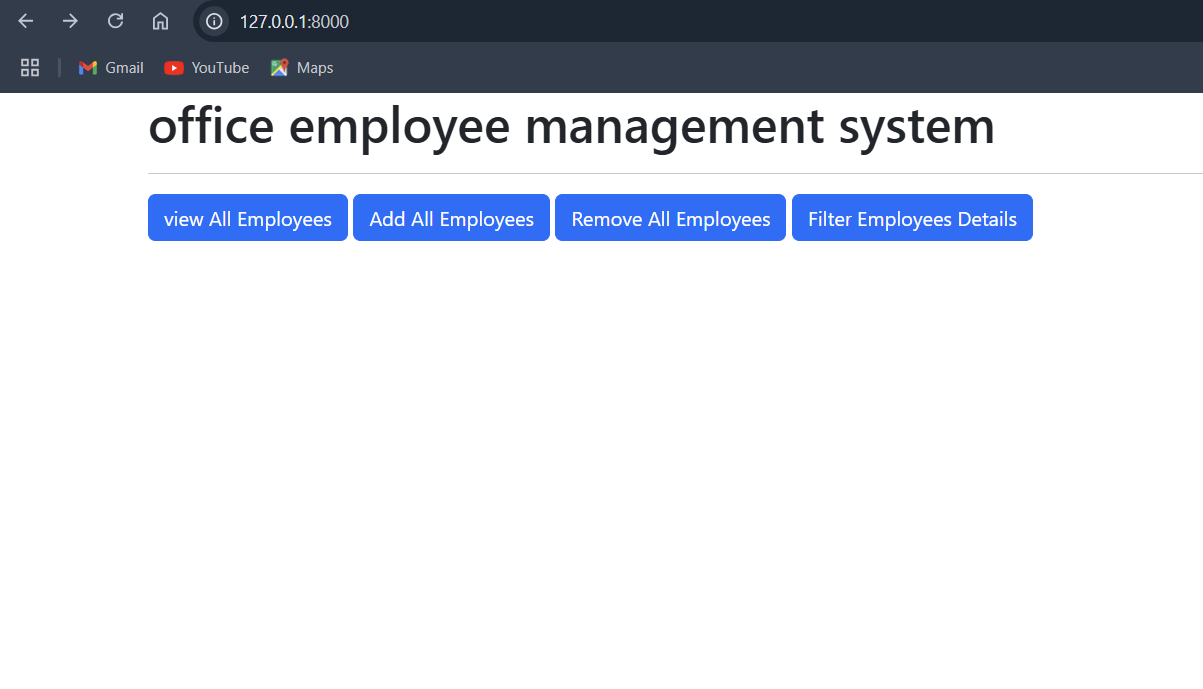 127.0.0.1:8000
Gmail YouTube Maps
office employee management system
view All Employees Add All Employees Remove All Employees Filter Employees Details